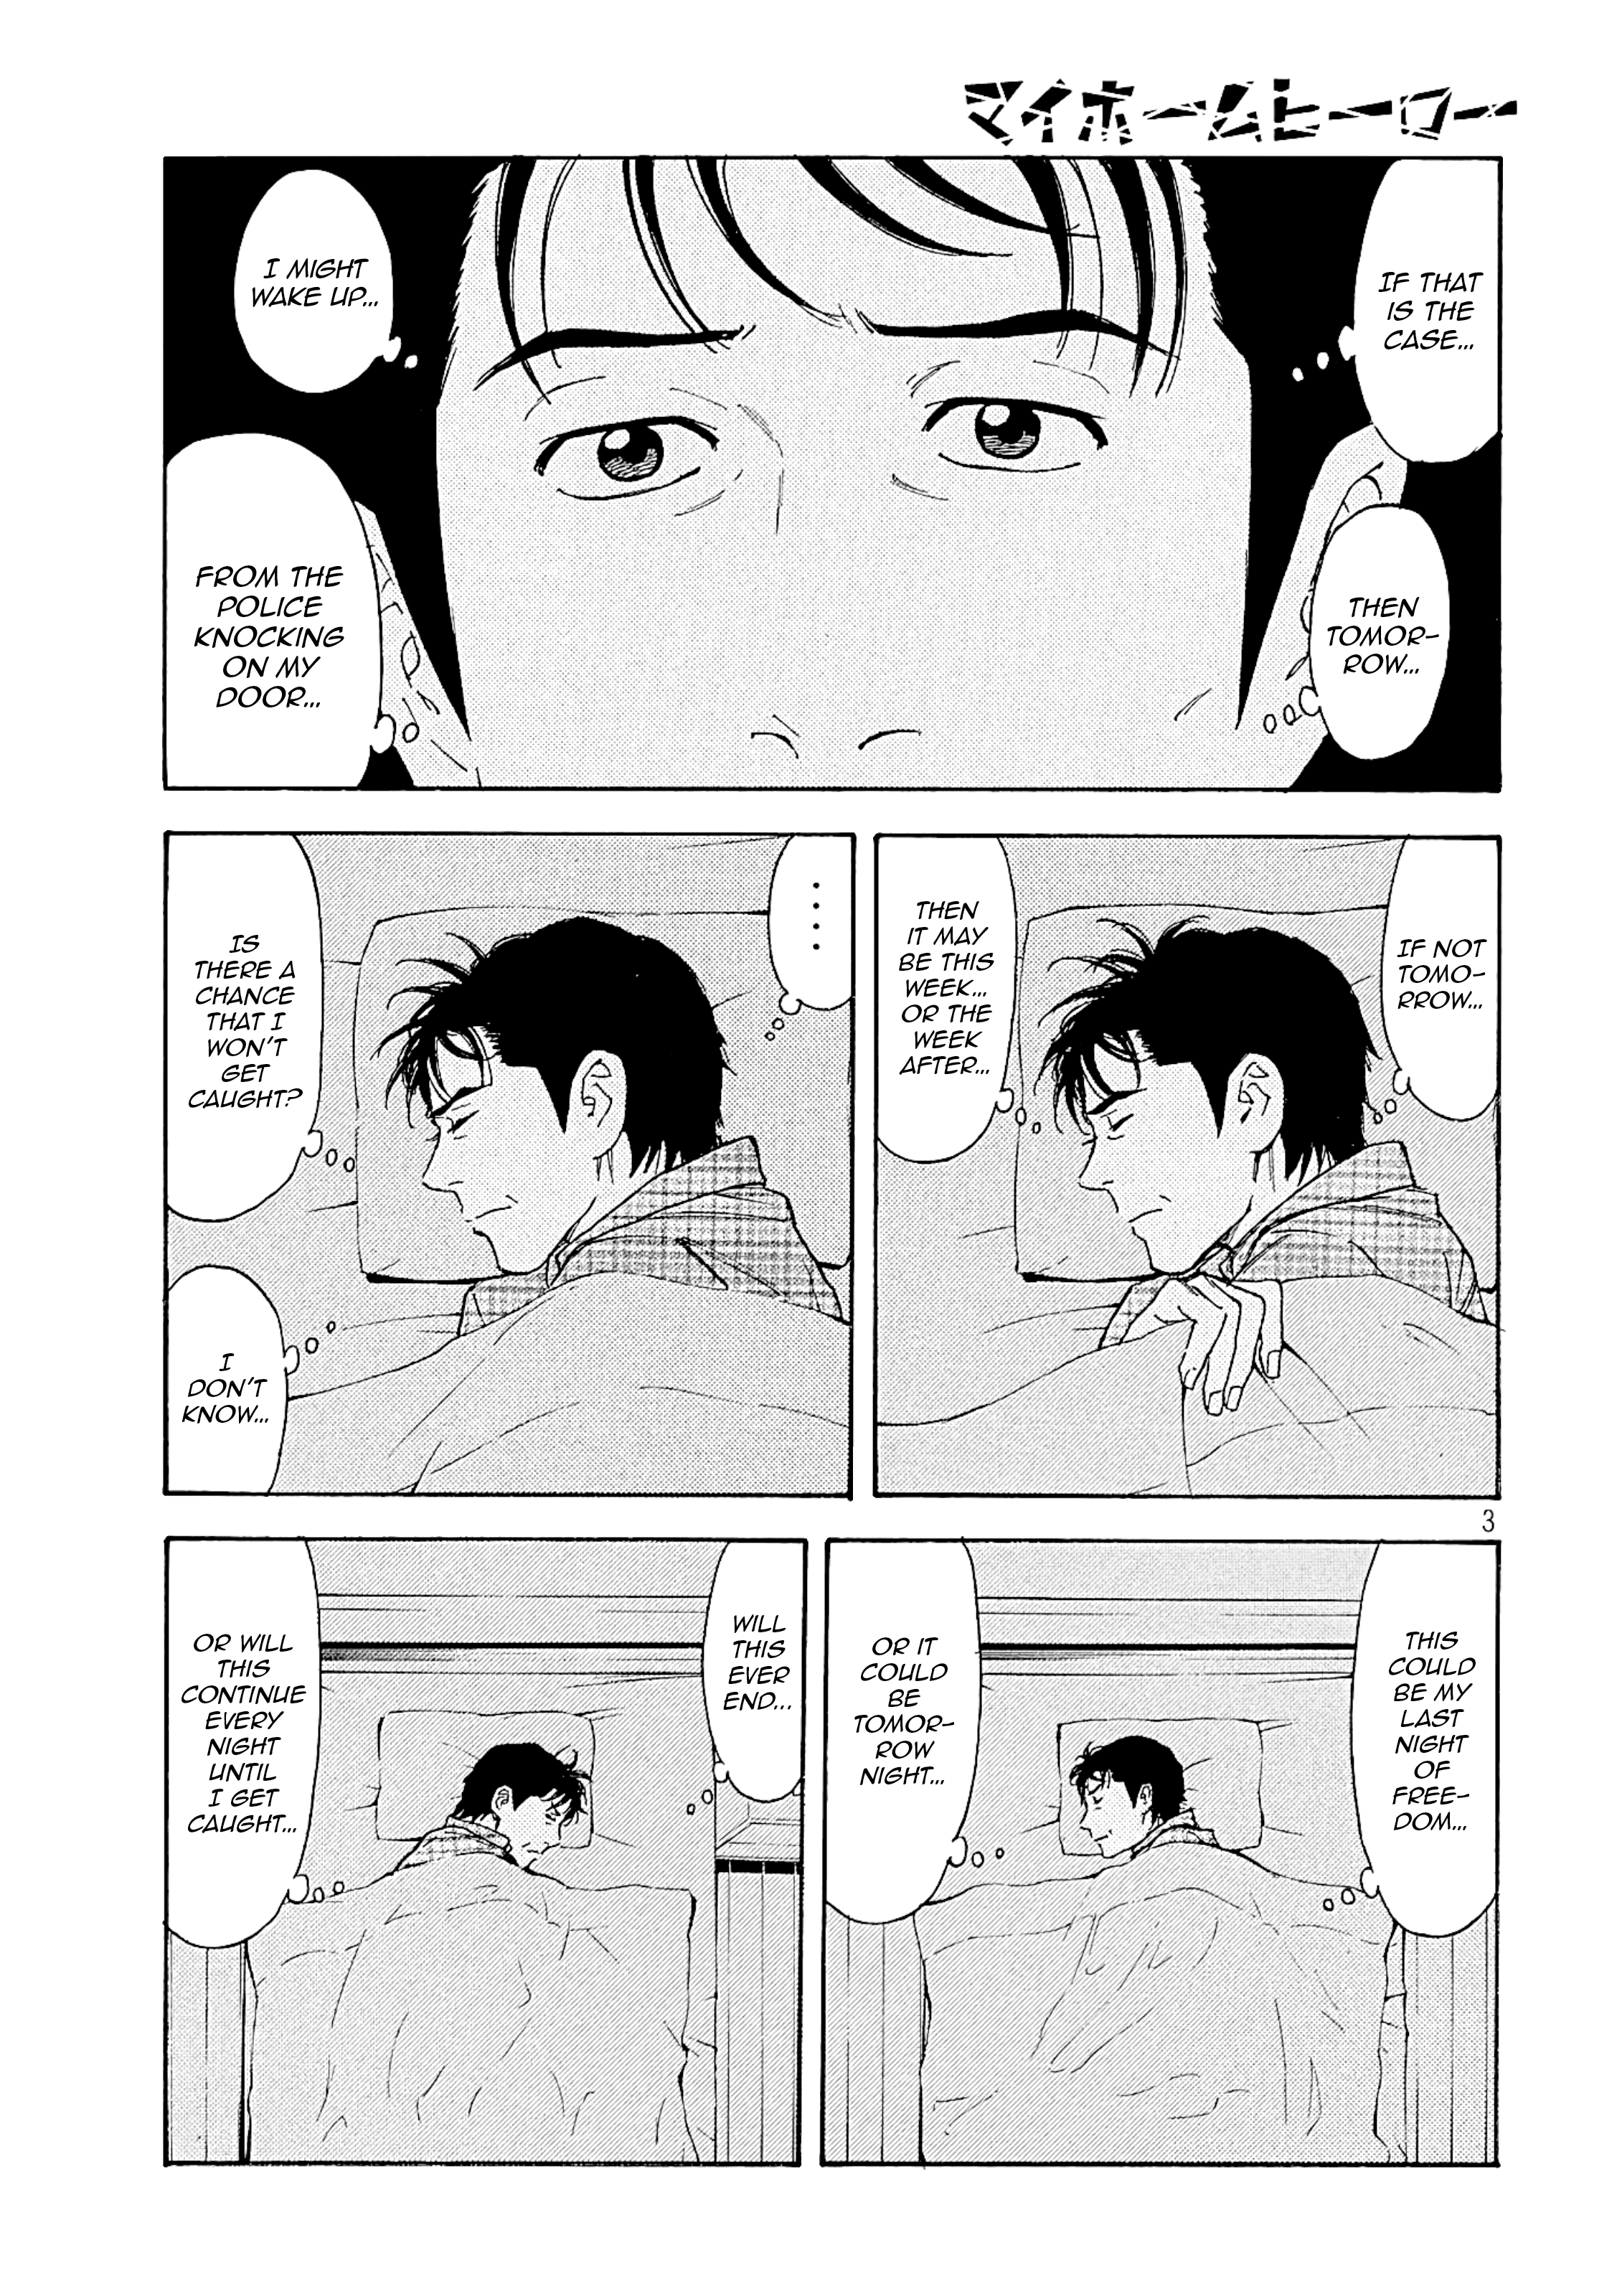 マイホームヒーロー
IF THAT
IS THE
CASE...
THEN
TOMOR-
ROW...
I MIGHT
WAKE UP...
FROM THE
POLICE
KNOCKING
ON MY
DOOR...
IF NOT
TOMO-
RROW...
THEN
IT MAY
BE THIS
WEEK...
OR THE
WEEK
AFTER...
....
IS
THERE A
CHANCE
THAT I
WON'T
GET
CAUGHT?
I
DON'T
KNOW...
3
THIS
COULD
BE MY
LAST
NIGHT
OF
FREE-
DOM...
OR IT
COULD
BE
TOMOR-
ROW
NIGHT...
WILL
THIS
EVER
END...
OR WILL
THIS
CONTINUE
EVERY
NIGHT
UNTIL
I GET
CAUGHT...